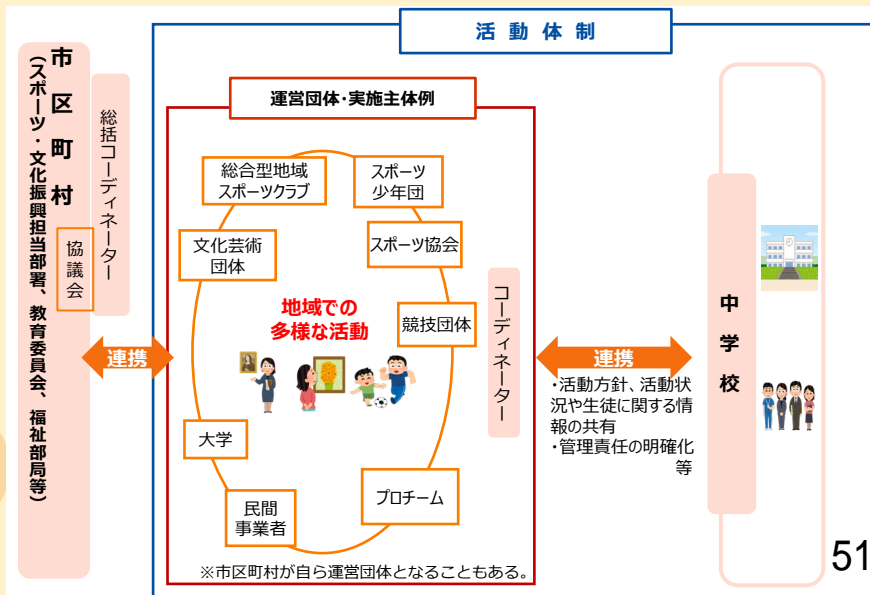 活動体制
市区町村
（スポーツ・文化振興担当部署、教育委員会、福祉部局等）
総括コーディネーター
協議会
連携
運営団体・実施主体例
総合型地域
スポーツクラブ
スポーツ
少年団
文化芸術
団体
スポーツ協会
地域での
多様な活動
競技団体
大学
民間
事業者
プロチーム
コーディネーター
※市区町村が自ら運営団体となることもある。
連携
・活動方針、活動状
況や生徒に関する情
報の共有
・管理責任の明確化
等
中学校
51